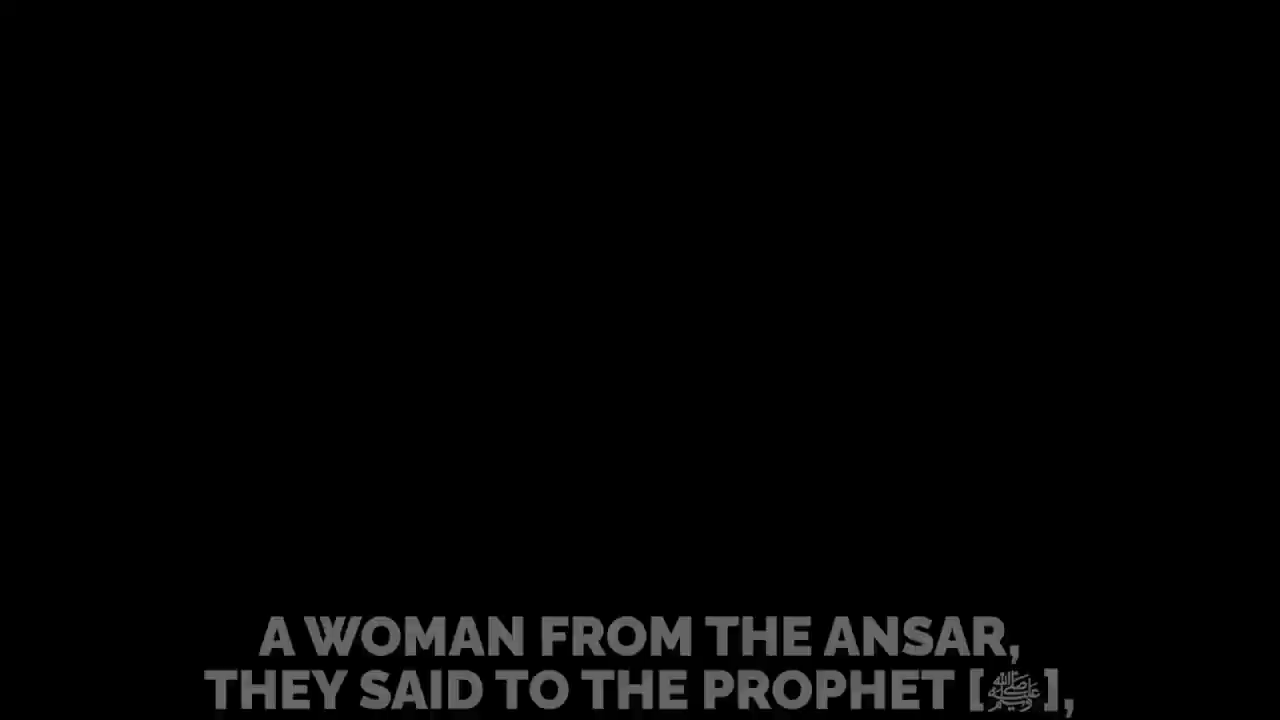 A WOMAN FROM THE ANSAR,
THEY SAID TO THE PROPHET [ﷺ],